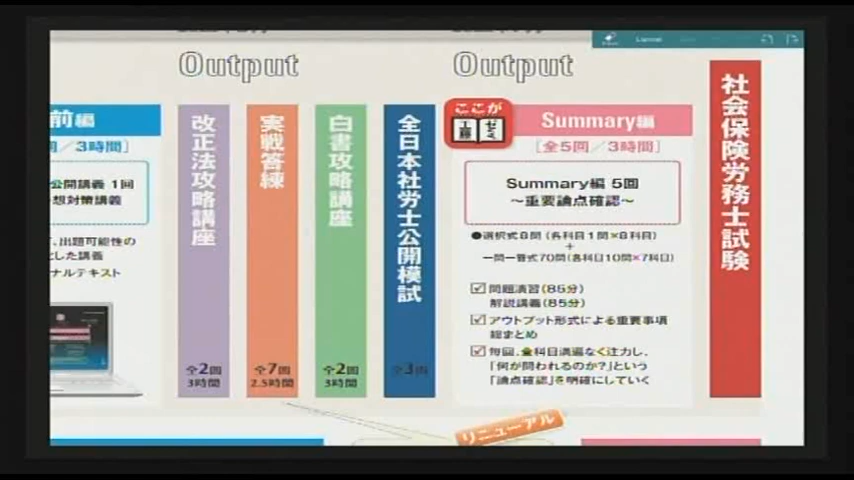 Output
Output
前編
/3時間]
公開講義 1回
想対策講義
、出題可能性の
とした講義
ナルテキスト
改正法攻略講座
全2回
3時間
実戦答練
全7回
2.5時間
白書攻略講座
全2回
3時間
全日本社労士公開模試
全3回
ここが
Summary編
[全5回/3時間]
Summary編 5回
~重要論点確認~
●選択式8問(各科目1問×8科目)
+
一問一答式70問(各科目10問×7科目)
問題演習(85分)
解説講義(85分)
アウトプット形式による重要事項
総まとめ
毎回、全科目満遍なく注力し、
「何が問われるのか?」という
「論点確認」を明確にしていく
社会保険労務士試験
リニューアル